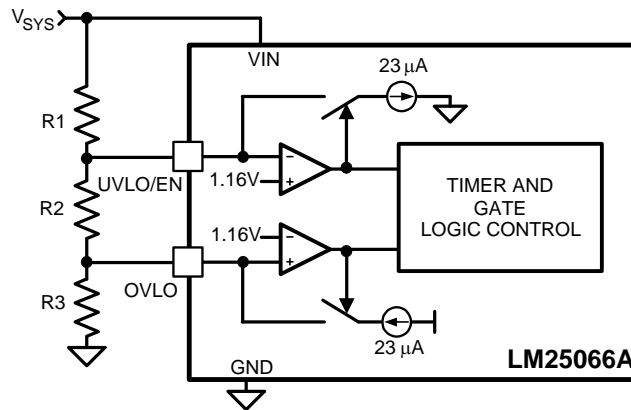 VSYS
VIN
23 μA
R1
UVLO/EN
−
1.16V
+
TIMER AND
GATE
LOGIC CONTROL
R2
1.16V
−
+
OVLO
R3
23 μA
GND
LM25066A